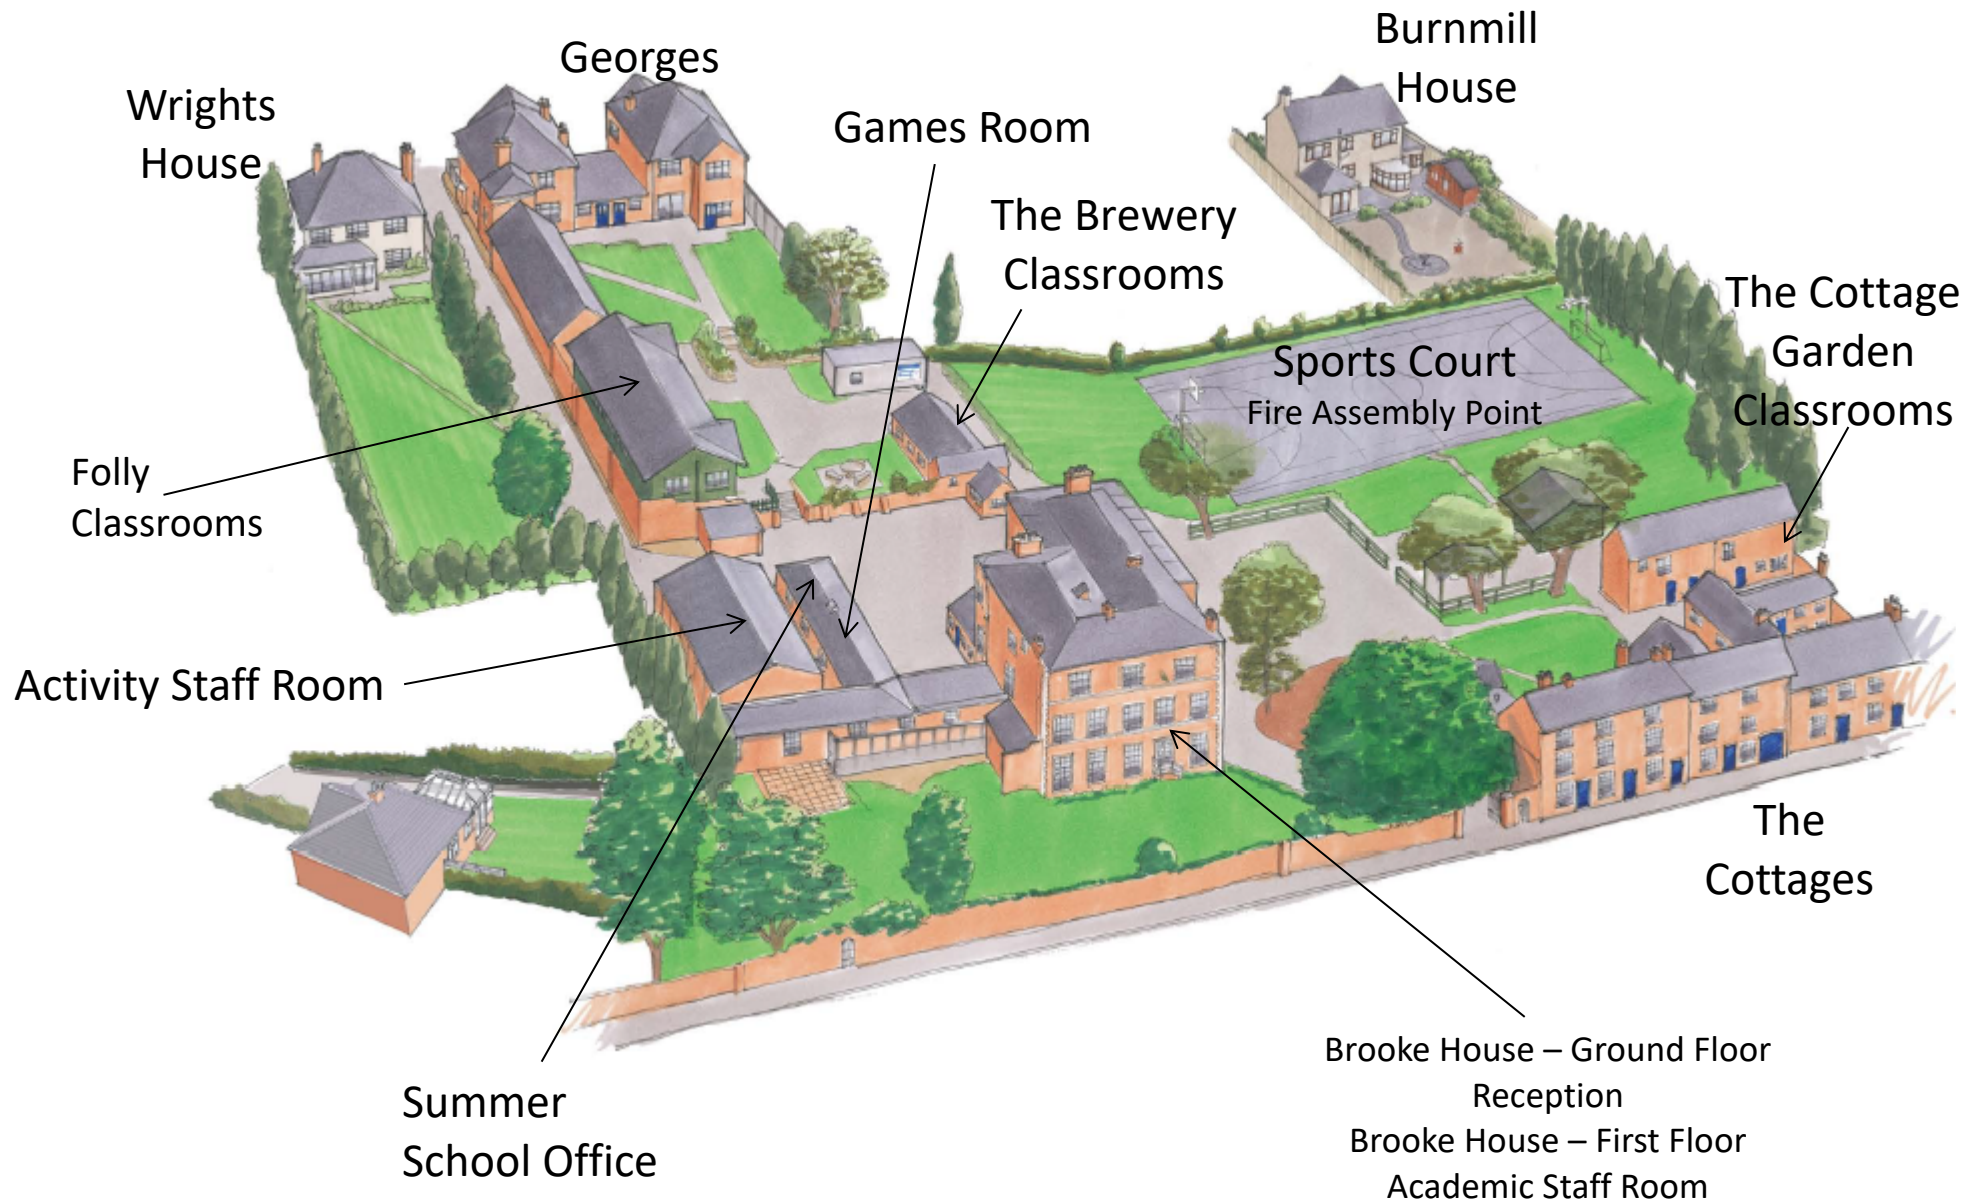 Georges
Burnmill
House
Wrights
House
Games Room
The Brewery
Classrooms
The Cottage
Garden
Classrooms
Sports Court
Fire Assembly Point
Folly
Classrooms
Activity Staff Room
The
Cottages
Summer
School Office
Brooke House – Ground Floor
Reception
Brooke House – First Floor
Academic Staff Room